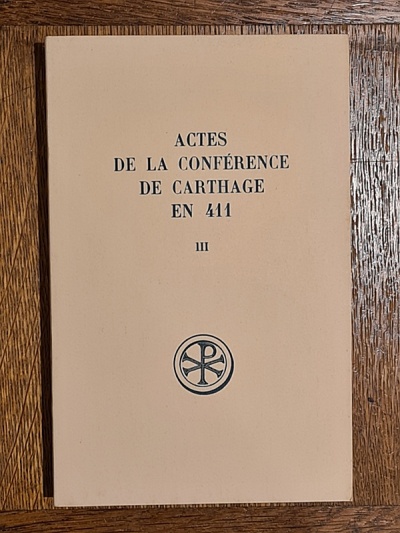 ACTES
DE LA CONFÉRENCE
DE CARTHAGE
EN 411
III